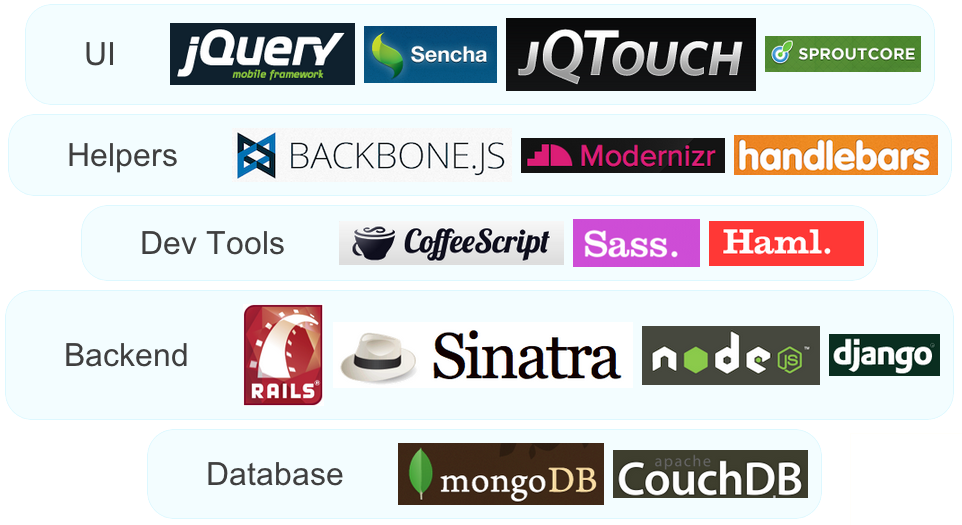 UI jQuery mobile framework Sencha jQTouch SPROUTCORE
Helpers BACKBONE.JS Modernizr handlebars
Dev Tools CoffeeScript Sass. Haml.
Backend RAILS® Sinatra node JS™ django
Database mongoDB apache CouchDB